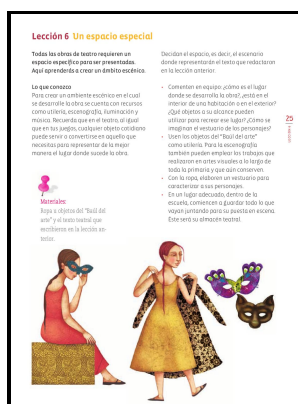 Lección 6 Un espacio especial
Todas las obras de teatro requieren un
espacio específico para ser presentadas.
Aquí aprenderás a crear un ámbito escénico.
Lo que conozco
Para crear un ambiente escénico en el cual
se desarrolla la obra se cuenta con recursos
como utilería, escenografía, iluminación y
música. Recuerda que en el teatro, al igual
que en tus juegos, cualquier objeto cotidiano
puede servir o convertirse en aquello que
necesitas para representar de la mejor
manera el lugar donde sucede la obra.
Materiales:
Ropa u objetos del "Baúl del
arte" y el texto teatral que
escribieron en la lección an-
terior.
Decidan el espacio, es decir, el escenario
donde representarán el texto que redactaron
en la lección anterior.
• Comenten en equipo: ¿cómo es el lugar
donde se desarrolla la obra?, ¿está en el
interior de una habitación o en el exterior?
¿Qué objetos a su alcance pueden
utilizar para recrear ese lugar? ¿Cómo se
imaginan el vestuario de los personajes?
• Usen los objetos del "Baúl del arte"
como utilería. Para la escenografía
también pueden emplear los trabajos que
realizaron en artes visuales a lo largo de
toda la primaria y que aún conserven.
• Con la ropa, elaboren un vestuario para
caracterizar a sus personajes.
• En un lugar adecuado, dentro de la
escuela, comiencen a guardar todo lo que
vayan juntando para su puesta en escena.
Éste será su almacén teatral.
25